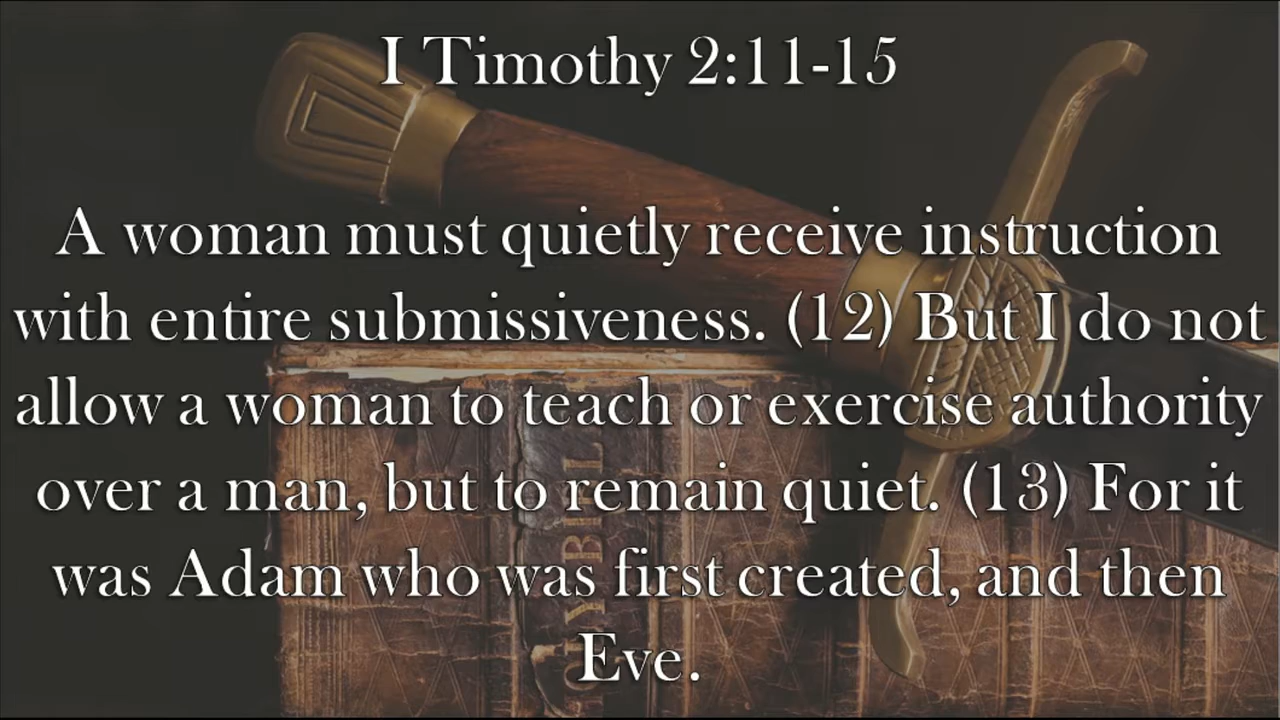 I Timothy 2:11-15
A woman must quietly receive instruction
with entire submissiveness. (12) But I do not
allow a woman to teach or exercise authority
over a man, but to remain quiet. (13) For it
was Adam who was first created, and then
Eve.